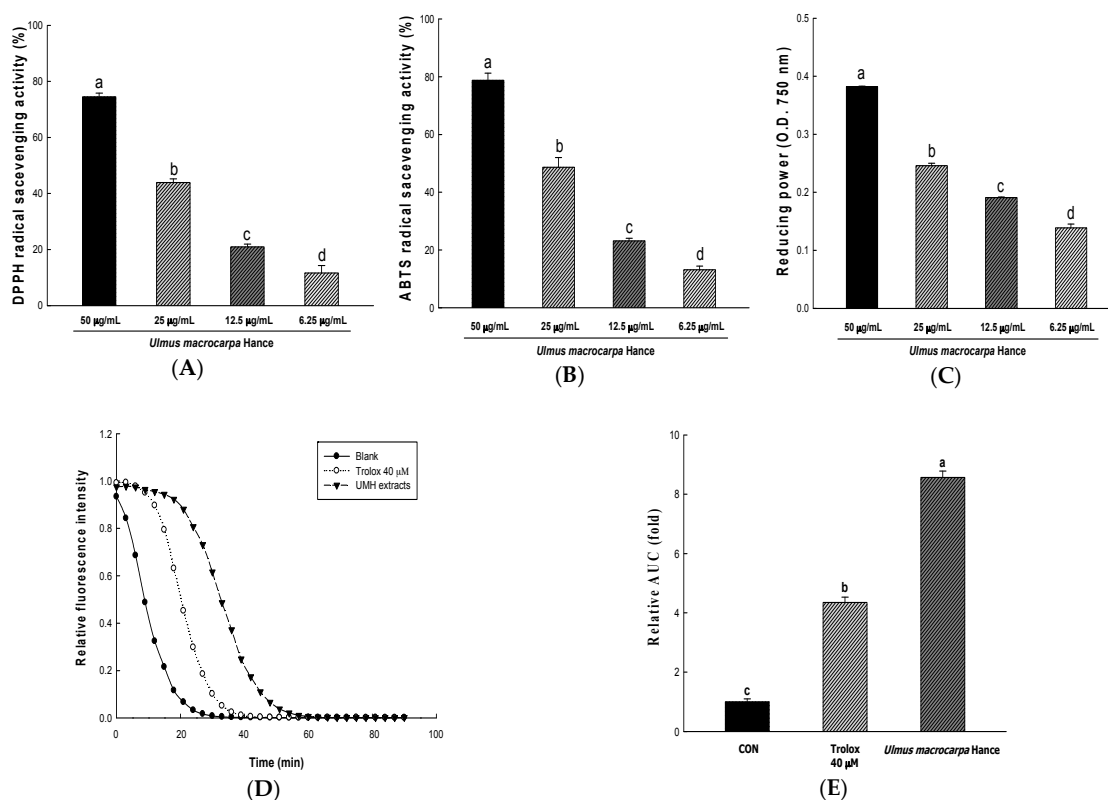 DPPH radical sacevenging activity (%)
100
80
60
40
20
0
a
b
c
d
50 μg/mL 25 μg/mL 12.5 μg/mL 6.25 μg/mL
Ulmus macrocarpa Hance
(A)
ABTS radical sacevenging activity (%)
100
80
60
40
20
0
a
b
c
d
50 μg/mL 25 μg/mL 12.5 μg/mL 6.25 μg/mL
Ulmus macrocarpa Hance
(B)
Reducing power (O.D. 750 nm)
0.5
0.4
0.3
0.2
0.1
0.0
a
b
c
d
50 μg/mL 25 μg/mL 12.5 μg/mL 6.25 μg/mL
Ulmus macrocarpa Hance
(C)
Relative fluorescence intensity
1.2
1.0
0.8
0.6
0.4
0.2
0.0
Blank
Trolox 40 μM
UMH extracts
0 20 40 60 80 100
Time (min)
(D)
Relative AUC (fold)
10
8
6
4
2
0
c
b
a
CON Trolox Ulmus macrocarpa Hance
40 μM
(E)